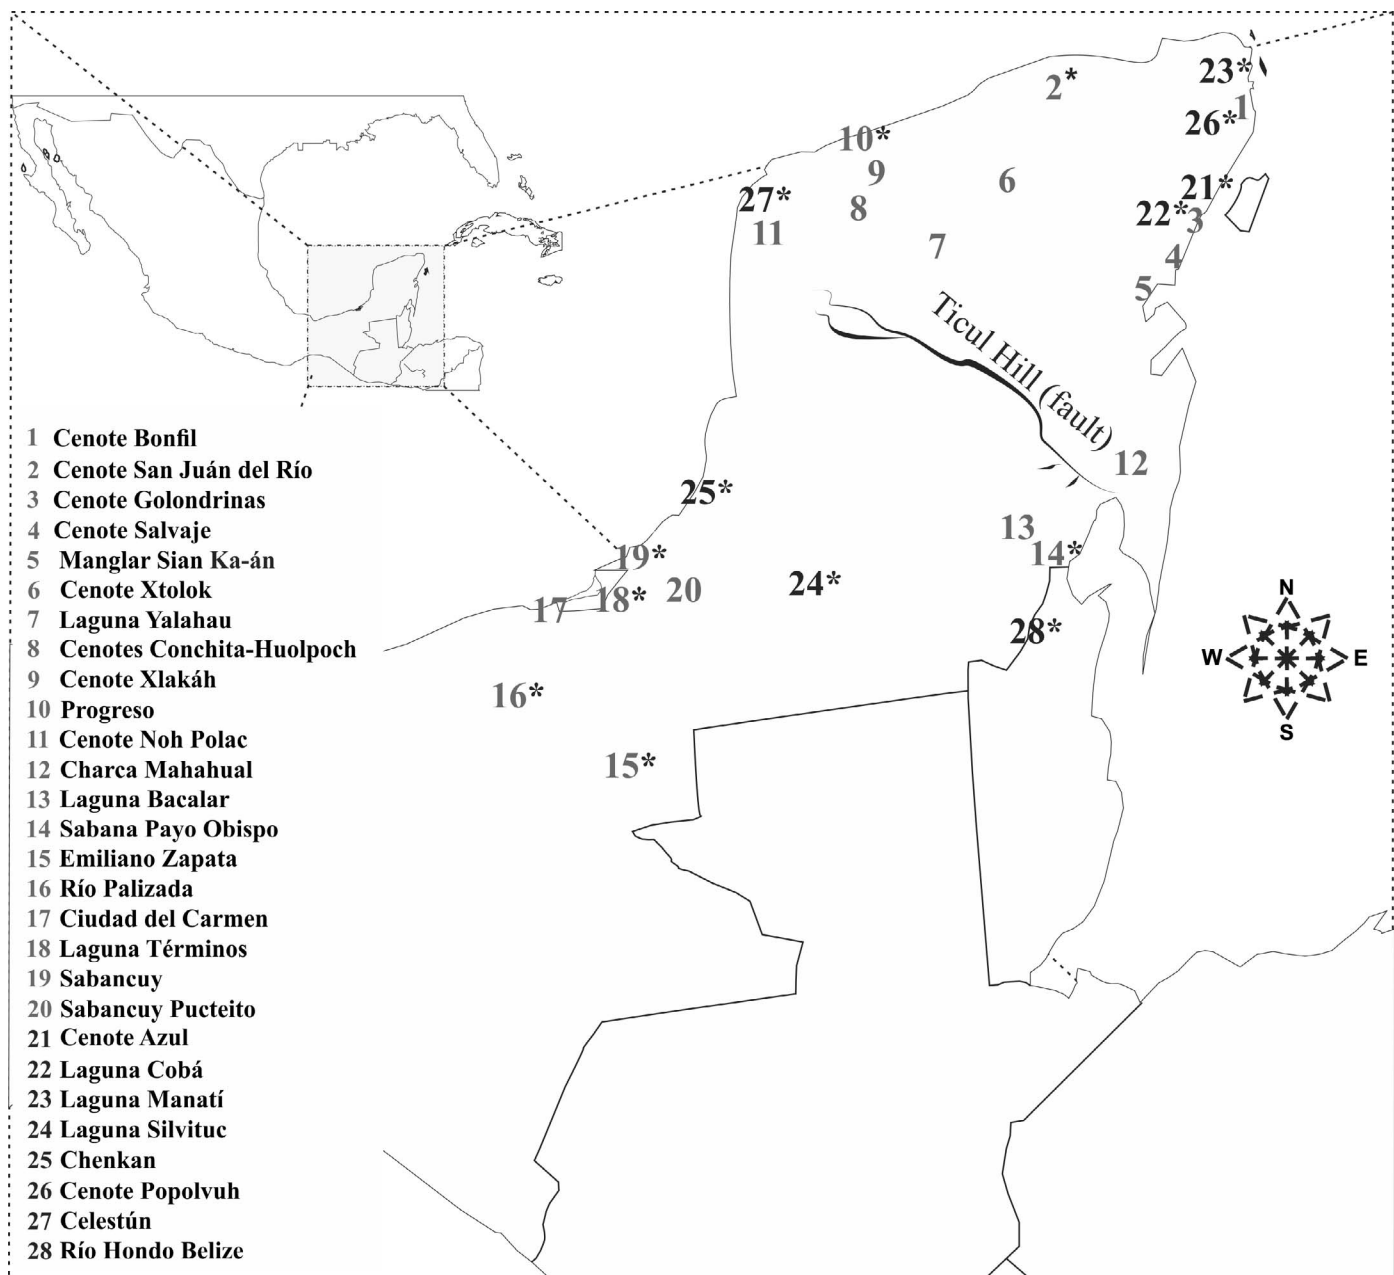 23*
2*
1
26*
10*
9
6
21*
27*
8
22*
3
11
7
4
5
Ticul Hill (fault)
12
25*
13
19*
14*
24*
20
18*
17
28*
N
W E
S
16*
15*
1 Cenote Bonfil
2 Cenote San Juán del Río
3 Cenote Golondrinas
4 Cenote Salvaje
5 Manglar Sian Ka-án
6 Cenote Xtolok
7 Laguna Yalahau
8 Cenotes Conchita-Huolpoch
9 Cenote Xlakáh
10 Progreso
11 Cenote Noh Polac
12 Charca Mahahual
13 Laguna Bacalar
14 Sabana Payo Obispo
15 Emiliano Zapata
16 Río Palizada
17 Ciudad del Carmen
18 Laguna Términos
19 Sabancuy
20 Sabancuy Pucteito
21 Cenote Azul
22 Laguna Cobá
23 Laguna Manatí
24 Laguna Silvituc
25 Chenkan
26 Cenote Popolvuh
27 Celestún
28 Río Hondo Belize